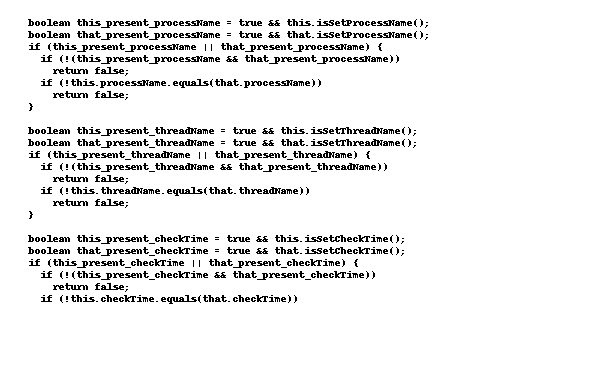 boolean this_present_processName = true && this.isSetProcessName();
boolean that_present_processName = true && that.isSetProcessName();
if (this_present_processName || that_present_processName) {
  if (!(this_present_processName && that_present_processName))
    return false;
  if (!this.processName.equals(that.processName))
    return false;
}

boolean this_present_threadName = true && this.isSetThreadName();
boolean that_present_threadName = true && that.isSetThreadName();
if (this_present_threadName || that_present_threadName) {
  if (!(this_present_threadName && that_present_threadName))
    return false;
  if (!this.threadName.equals(that.threadName))
    return false;
}

boolean this_present_checkTime = true && this.isSetCheckTime();
boolean that_present_checkTime = true && that.isSetCheckTime();
if (this_present_checkTime || that_present_checkTime) {
  if (!(this_present_checkTime && that_present_checkTime))
    return false;
  if (!this.checkTime.equals(that.checkTime))